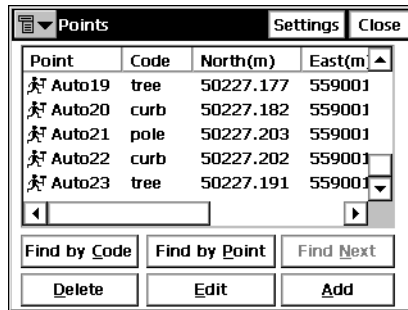 Points Settings Close
Point Code North(m) East(m
Auto19 tree 50227.177 559001
Auto20 curb 50227.182 559001
Auto21 pole 50227.203 559001
Auto22 curb 50227.202 559001
Auto23 tree 50227.191 559001
Find by Code Find by Point Find Next
Delete Edit Add